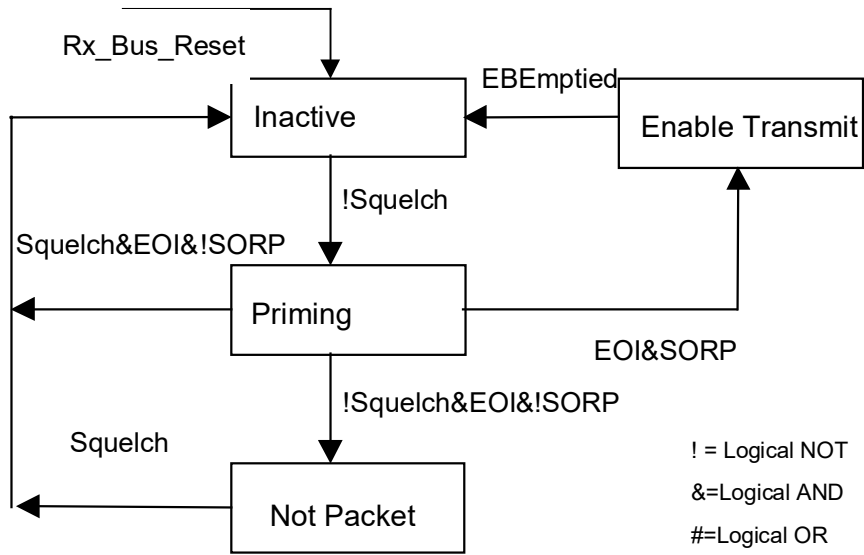 Rx_Bus_Reset
EBEmptied
Inactive
Enable Transmit
!Squelch
Squelch&EOI&!SORP
Priming
EOI&SORP
!Squelch&EOI&!SORP
Squelch
! = Logical NOT
&=Logical AND
Not Packet
#=Logical OR